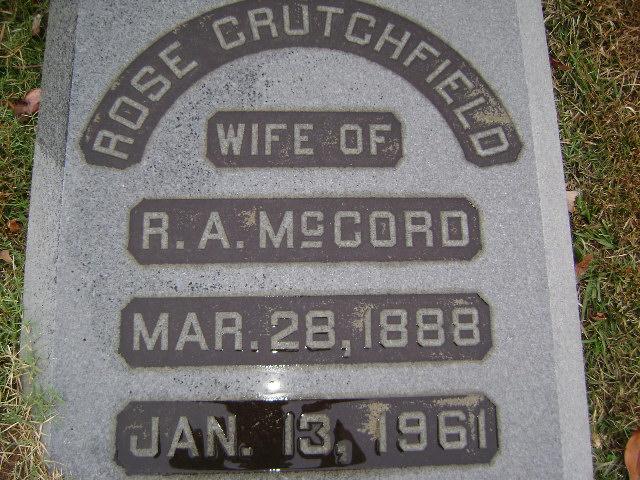 ROSE CRUTCHFIELD
WIFE OF
R. A. McCORD
MAR. 28, 1888
JAN. 13, 1961